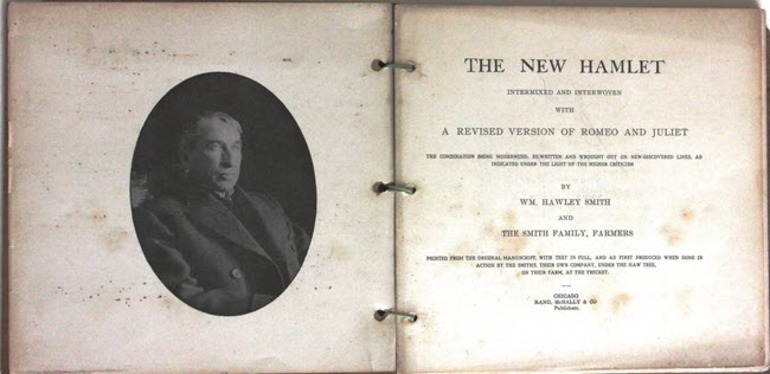 THE NEW HAMLET
INTERMIXED AND INTERWOVEN
WITH
A REVISED VERSION OF ROMEO AND JULIET
THE COMBINATION BEING MODERNIZED, REWRITTEN AND WROUGHT OUT ON NEW-DISCOVERED LINES, AS
INDICATED UNDER THE LIGHT OF THE HIGHER CRITICISM
BY
WM. HAWLEY SMITH
AND
THE SMITH FAMILY, FARMERS
PRINTED FROM THE ORIGINAL MANUSCRIPT, WITH TEXT IN FULL, AND AS FIRST PRODUCED WHEN DONE IN
ACTION BY THE SMITHS, THEIR OWN COMPANY, UNDER THE HAW TREE,
ON THEIR FARM, AT THE THICKET.
CHICAGO
RAND, McNALLY & CO
Publishers.